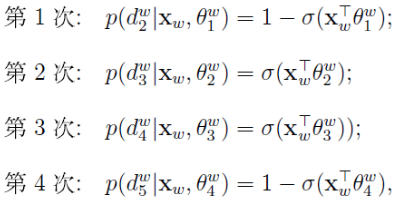 第 1 次: p(d_2^w|x_w, θ_1^w) = 1 − σ(x_w^⊤θ_1^w);
第 2 次: p(d_3^w|x_w, θ_2^w) = σ(x_w^⊤θ_2^w);
第 3 次: p(d_4^w|x_w, θ_3^w) = σ(x_w^⊤θ_3^w));
第 4 次: p(d_5^w|x_w, θ_4^w) = 1 − σ(x_w^⊤θ_4^w),